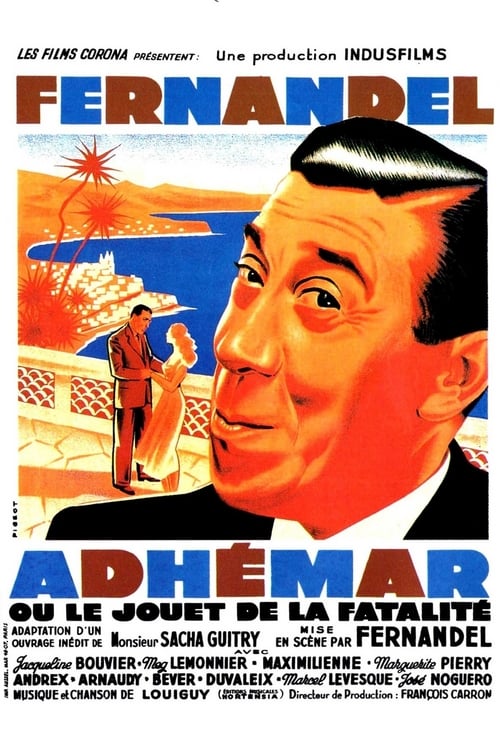 LES FILMS CORONA PRÉSENTENT: Une production INDUSFILMS
FERNANDEL
PIGEOT
ADHÉMAR
OU LE JOUET DE LA FATALITÉ
ADAPTATION D'UN OUVRAGE INÉDIT DE Monsieur SACHA GUITRY MISE EN SCÈNE PAR FERNANDEL
AVEC
Jacqueline BOUVIER • Meg LEMONNIER • MAXIMILIENNE • Marguerite PIERRY
ANDREX • ARNAUDY • BEVER • DUVALEIX • Marcel LEVESQUE • José NOGUERO
MUSIQUE et CHANSON DE LOUIGUY (ÉDITIONS MUSICALES HORTENSIA) Directeur de Production: FRANÇOIS CARRON